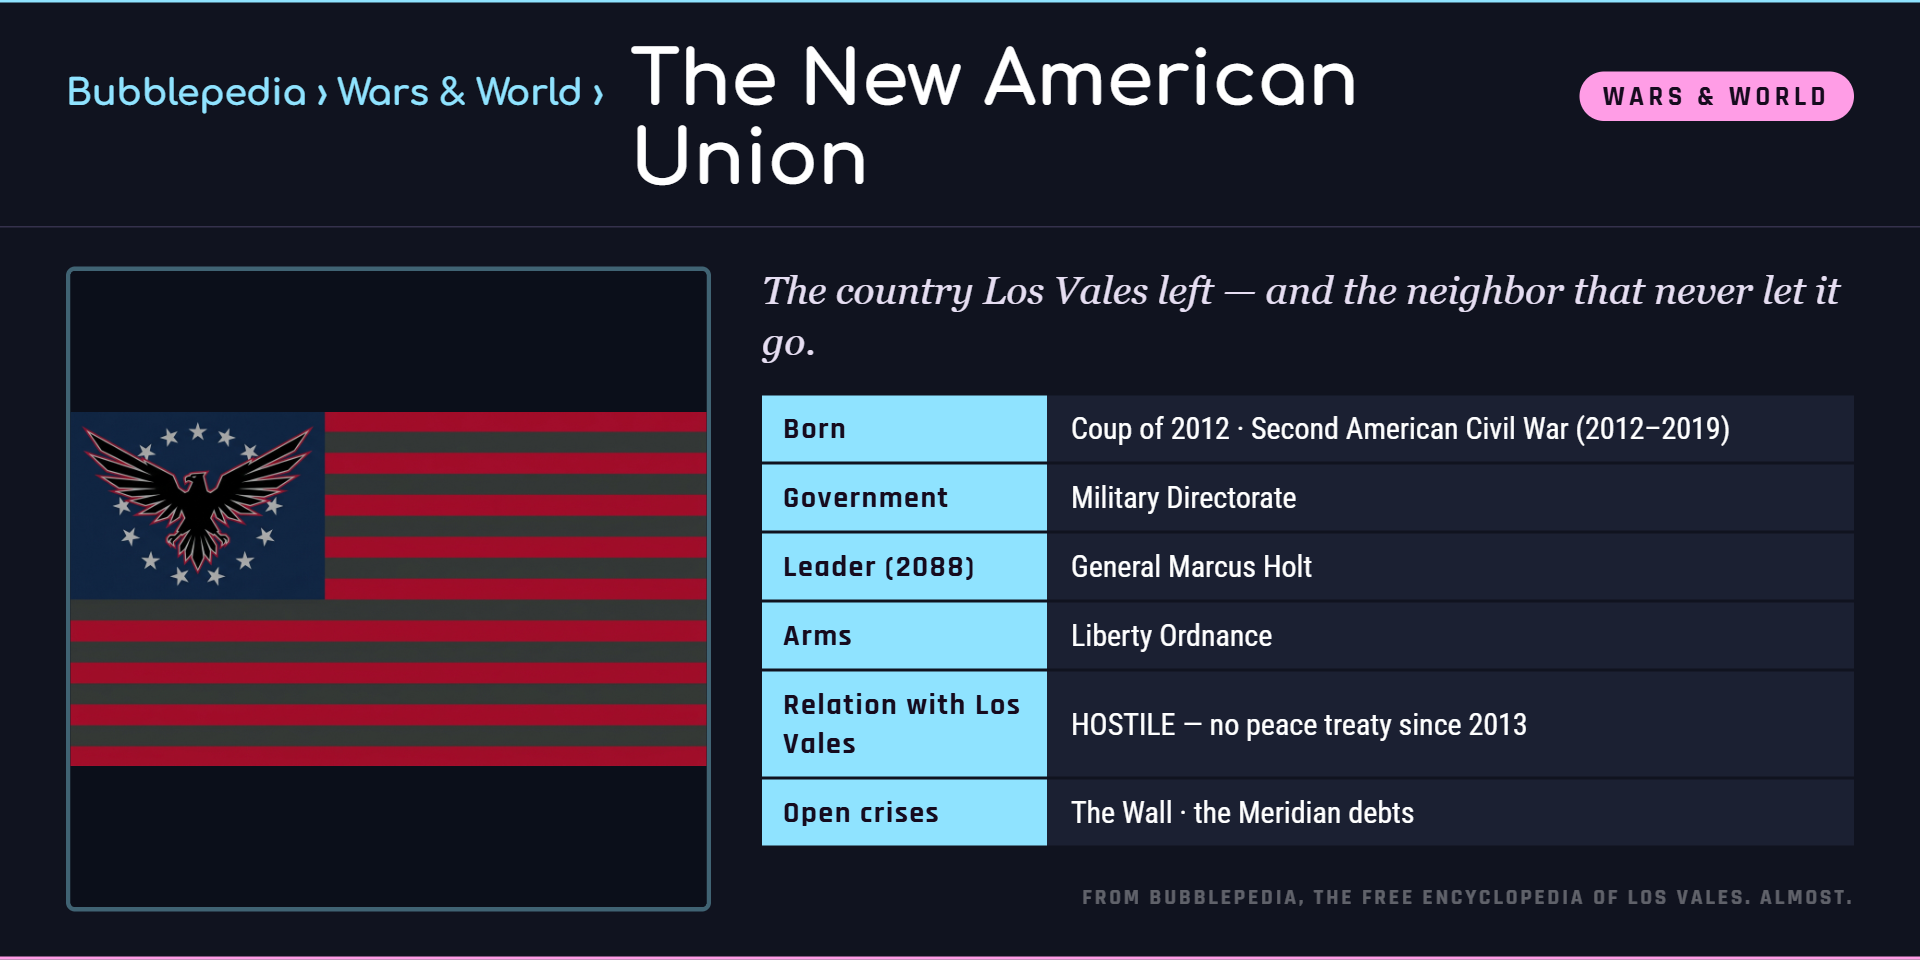 Bubblepedia › Wars & World ›
The New American
Union
WARS & WORLD
The country Los Vales left — and the neighbor that never let it
go.
Born
Coup of 2012 · Second American Civil War (2012–2019)
Government
Military Directorate
Leader (2088)
General Marcus Holt
Arms
Liberty Ordnance
Relation with Los
Vales
HOSTILE — no peace treaty since 2013
Open crises
The Wall · the Meridian debts
FROM BUBBLEPEDIA, THE FREE ENCYCLOPEDIA OF LOS VALES. ALMOST.